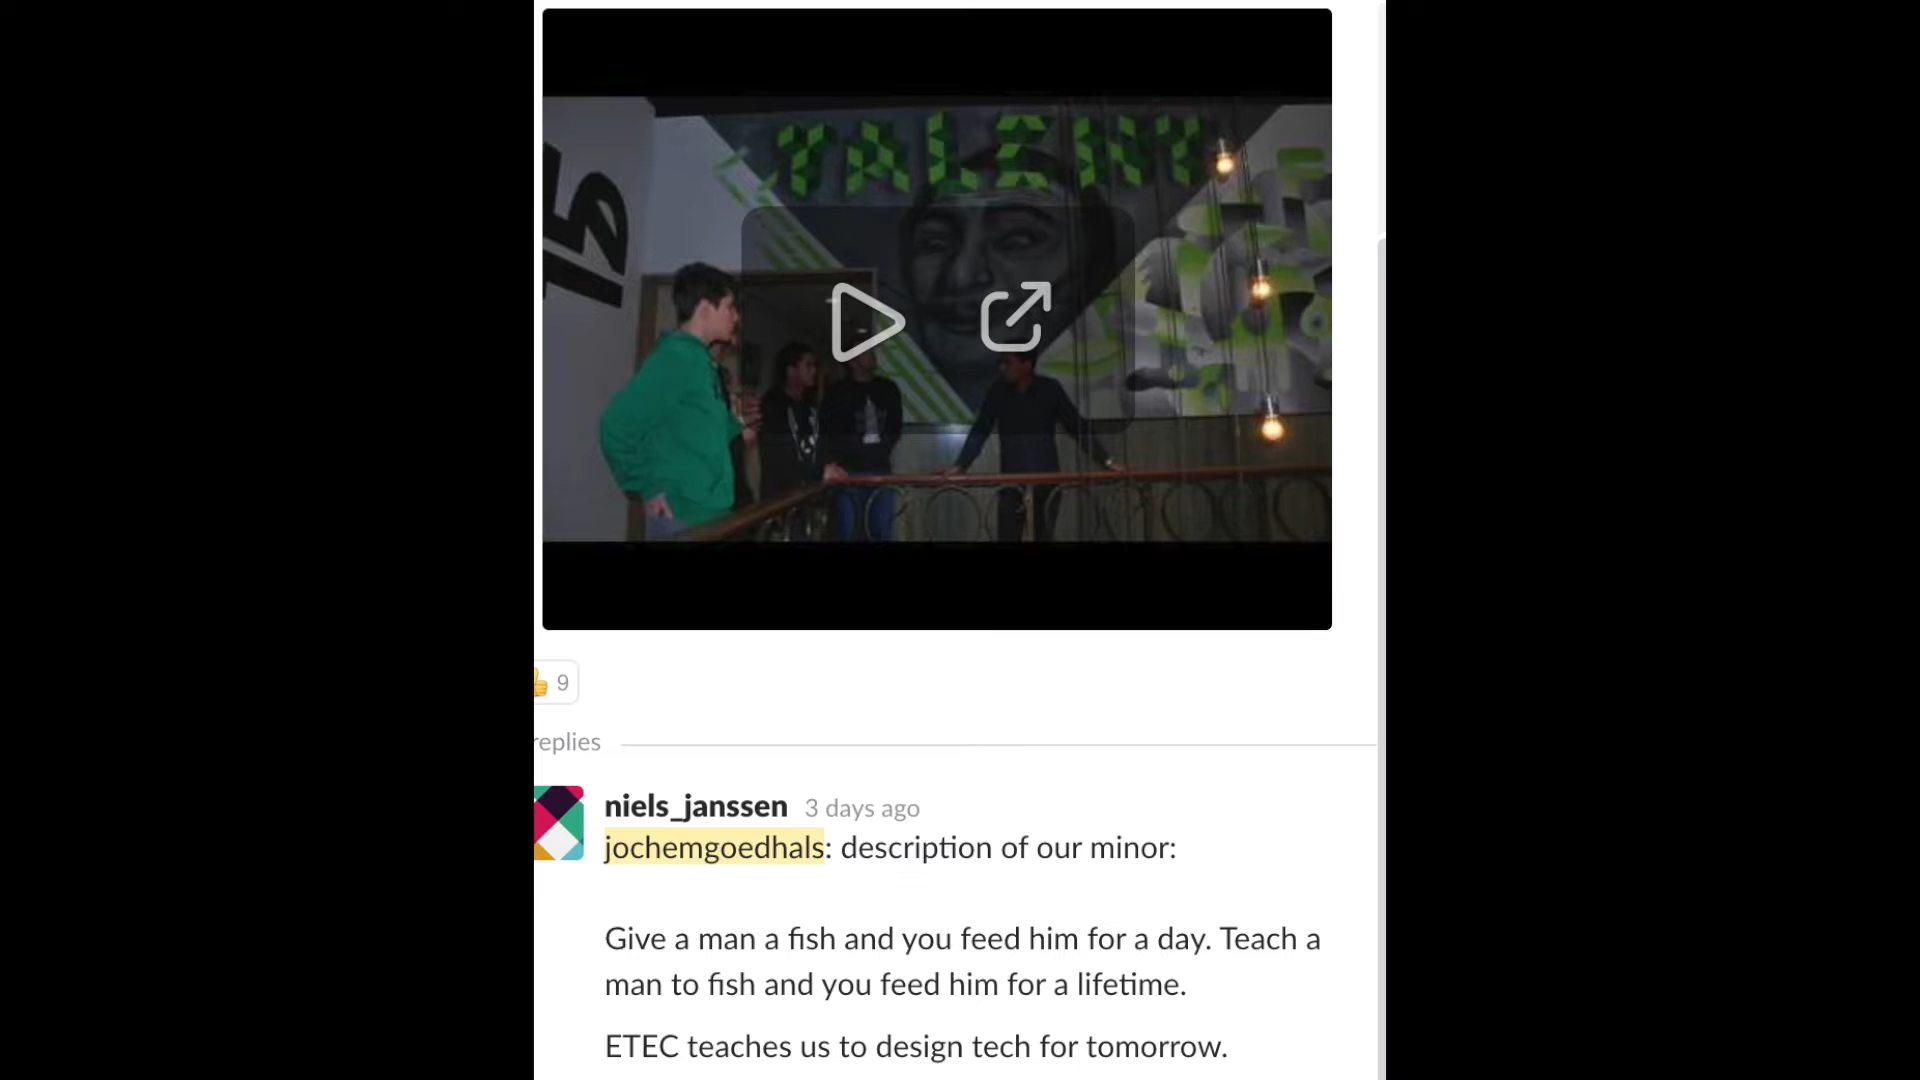 TALENT
9
replies
niels_janssen 3 days ago
jochemgoedhals: description of our minor:
Give a man a fish and you feed him for a day. Teach a
man to fish and you feed him for a lifetime.
ETEC teaches us to design tech for tomorrow.